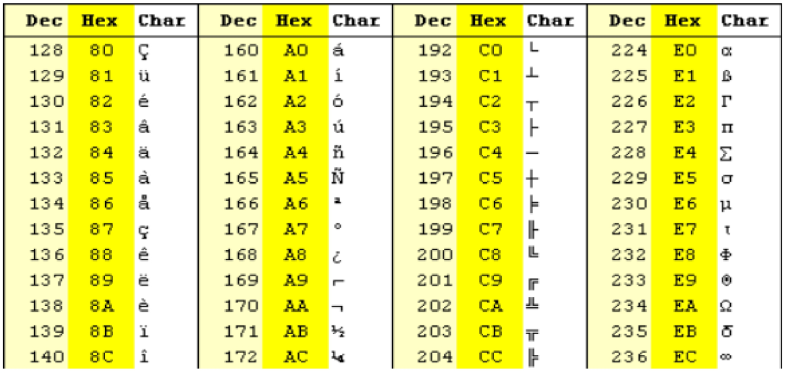 Dec Hex Char Dec Hex Char Dec Hex Char Dec Hex Char
128 80 Ç 160 A0 á 192 C0 └ 224 E0 α
129 81 ü 161 A1 í 193 C1 ┴ 225 E1 ß
130 82 é 162 A2 ó 194 C2 ┬ 226 E2 Γ
131 83 â 163 A3 ú 195 C3 ├ 227 E3 π
132 84 ä 164 A4 ñ 196 C4 ─ 228 E4 Σ
133 85 à 165 A5 Ñ 197 C5 ┼ 229 E5 σ
134 86 å 166 A6 ª 198 C6 ╞ 230 E6 µ
135 87 ç 167 A7 º 199 C7 ╟ 231 E7 τ
136 88 ê 168 A8 ¿ 200 C8 ╚ 232 E8 Φ
137 89 ë 169 A9 ⌐ 201 C9 ╔ 233 E9 Θ
138 8A è 170 AA ¬ 202 CA ╩ 234 EA Ω
139 8B ï 171 AB ½ 203 CB ╦ 235 EB δ
140 8C î 172 AC ¼ 204 CC ╠ 236 EC ∞